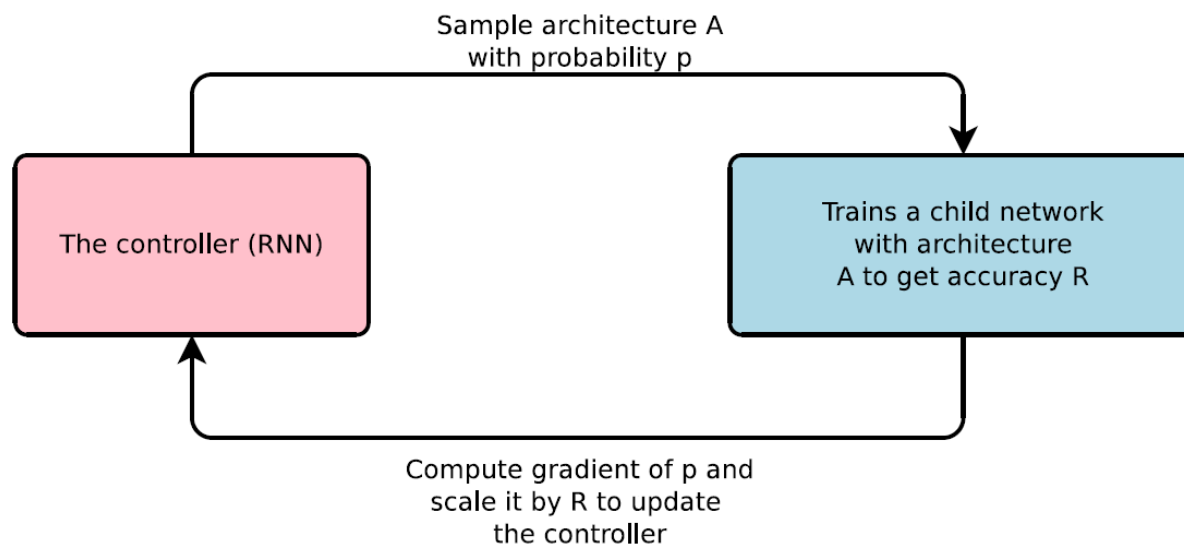 Sample architecture A
with probability p
The controller (RNN)
Trains a child network
with architecture
A to get accuracy R
Compute gradient of p and
scale it by R to update
the controller